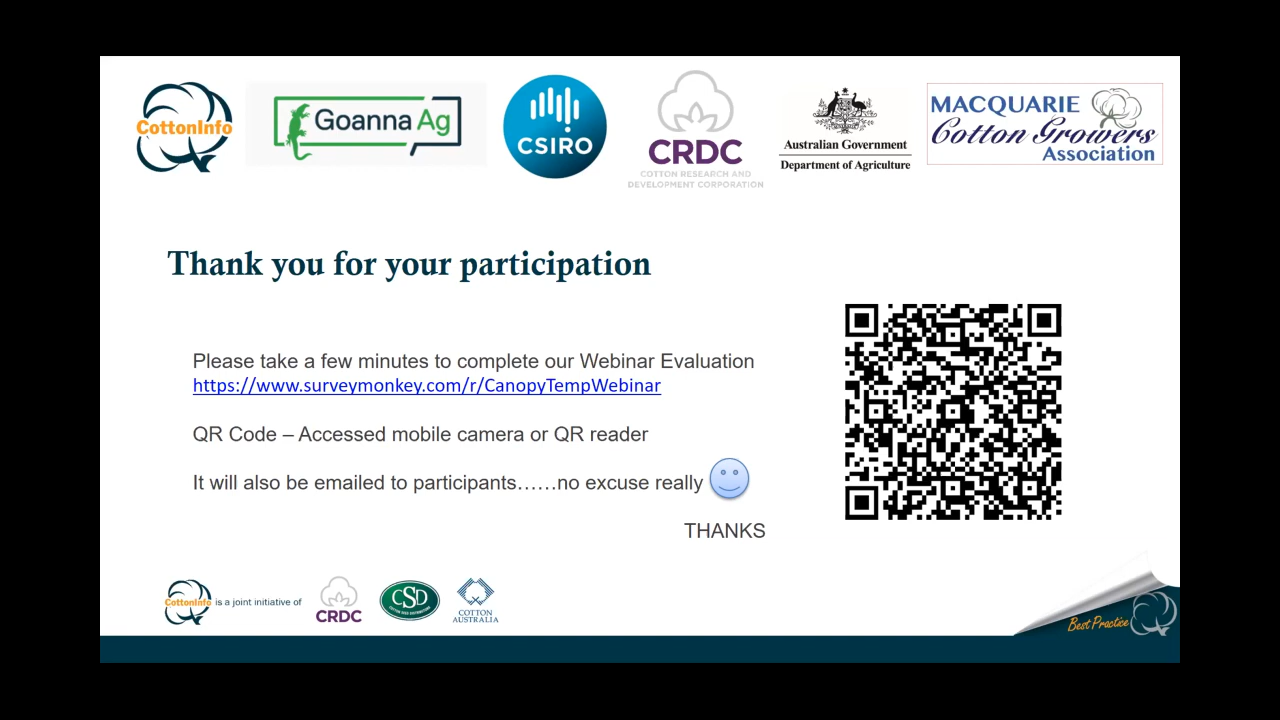 CottonInfo
Goanna Ag
CSIRO
CRDC
COTTON RESEARCH AND
DEVELOPMENT CORPORATION
Australian Government
Department of Agriculture
MACQUARIE
Cotton Growers
Association
Thank you for your participation
Please take a few minutes to complete our Webinar Evaluation
https://www.surveymonkey.com/r/CanopyTempWebinar
QR Code – Accessed mobile camera or QR reader
It will also be emailed to participants……no excuse really
THANKS
CottonInfo is a joint initiative of
CRDC
CSD
COTTON SEED DISTRIBUTORS
COTTON
AUSTRALIA
Best Practice